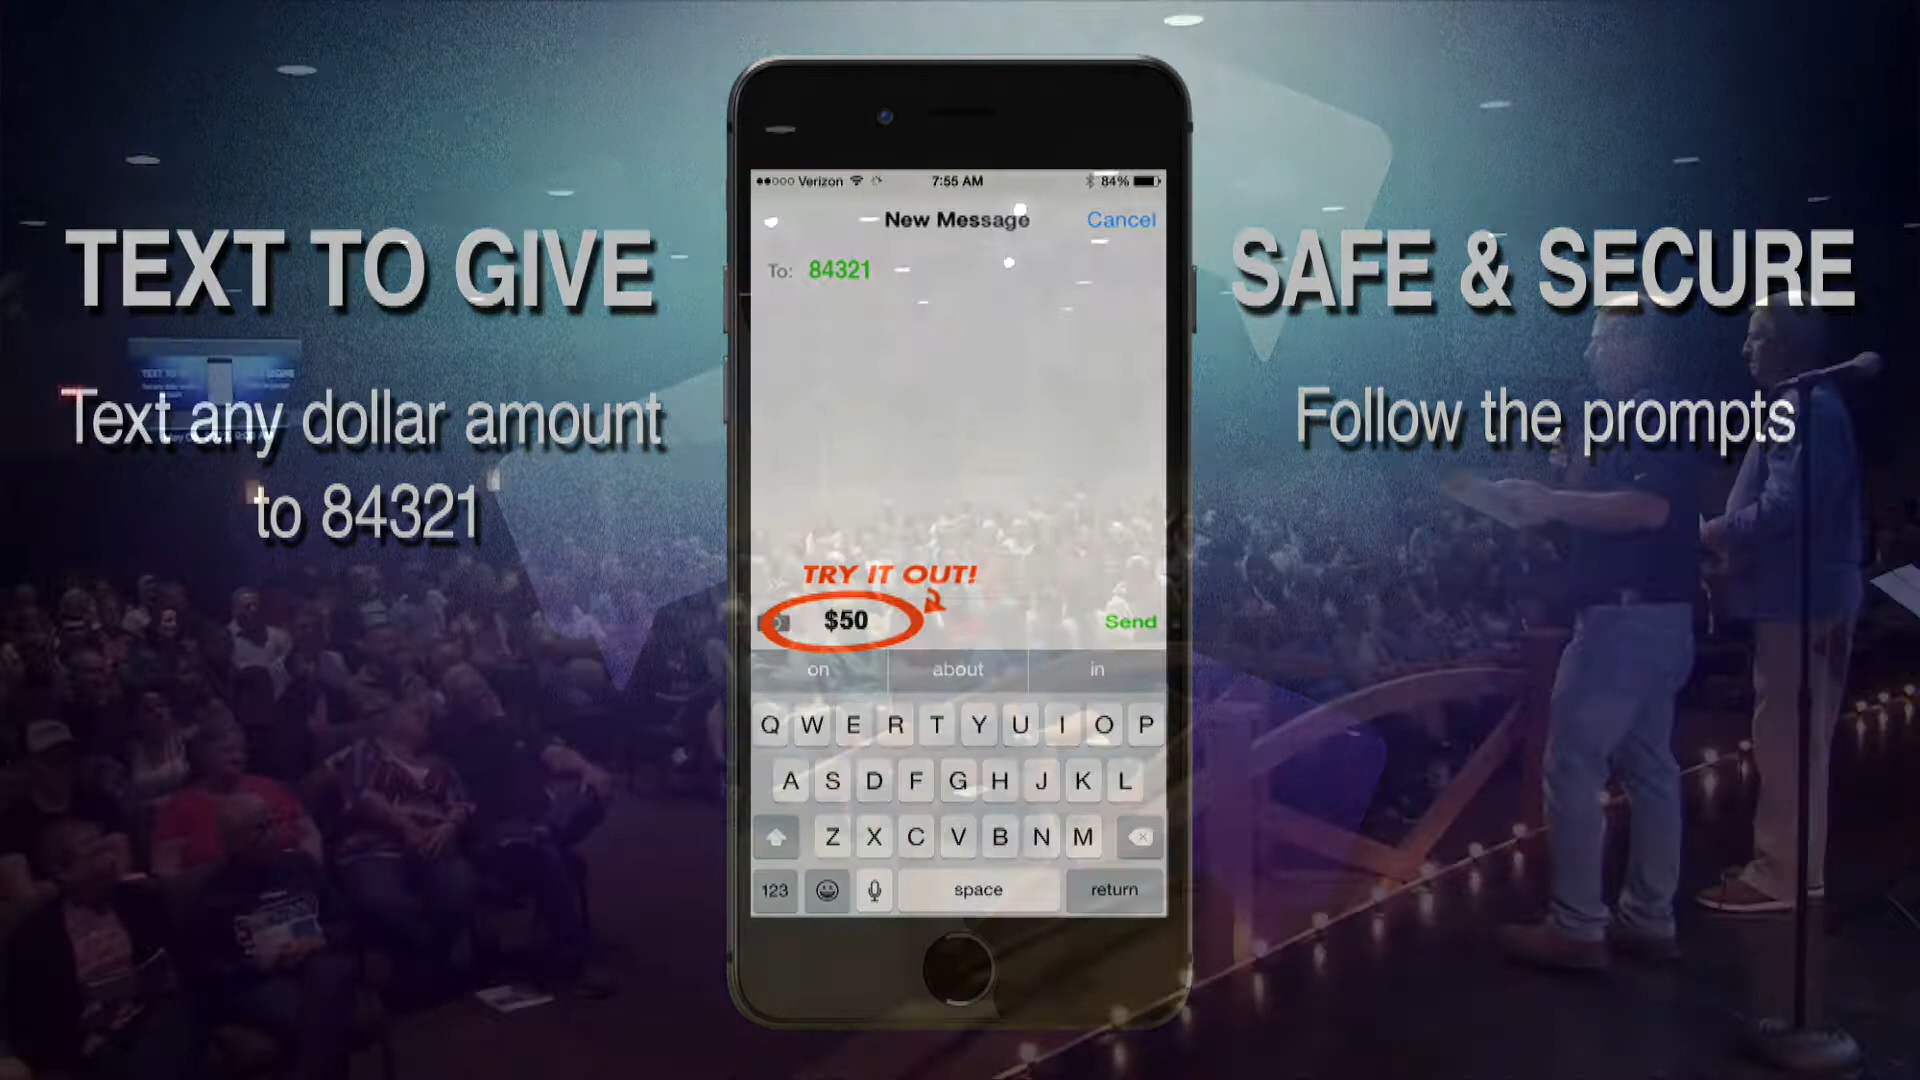 TEXT TO GIVE
Text any dollar amount
to 84321
Verizon 7:55 AM 84%
New Message Cancel
To: 84321
TRY IT OUT!
$50 Send
on about in
Q W E R T Y U I O P
A S D F G H J K L
Z X C V B N M
123 space return
SAFE & SECURE
Follow the prompts